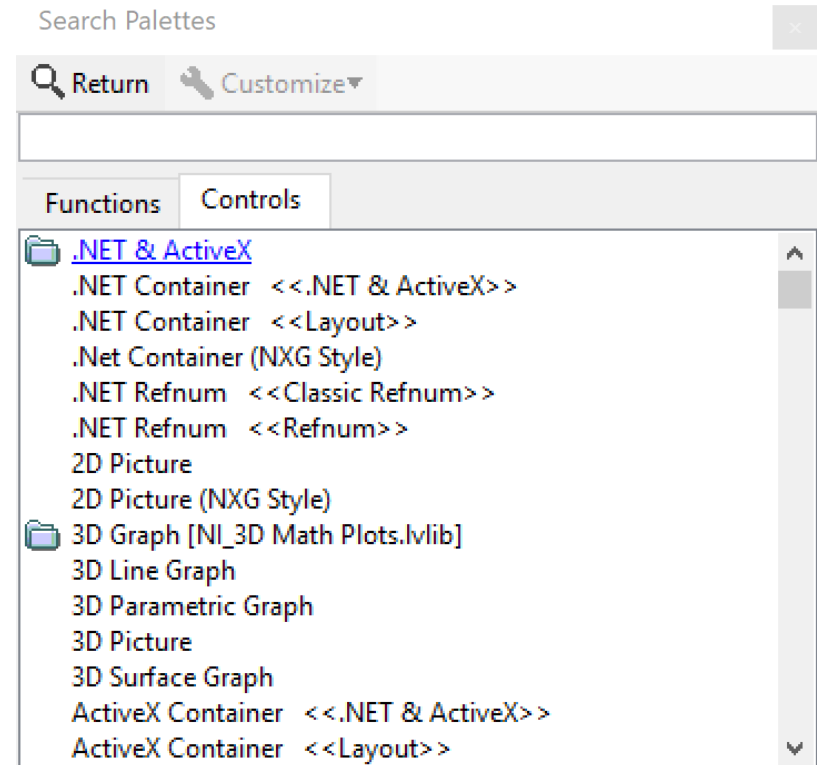 Search Palettes
Return Customize
Functions Controls
.NET & ActiveX
.NET Container <<.NET & ActiveX>>
.NET Container <<Layout>>
.Net Container (NXG Style)
.NET Refnum <<Classic Refnum>>
.NET Refnum <<Refnum>>
2D Picture
2D Picture (NXG Style)
3D Graph [NI_3D Math Plots.lvlib]
3D Line Graph
3D Parametric Graph
3D Picture
3D Surface Graph
ActiveX Container <<.NET & ActiveX>>
ActiveX Container <<Layout>>